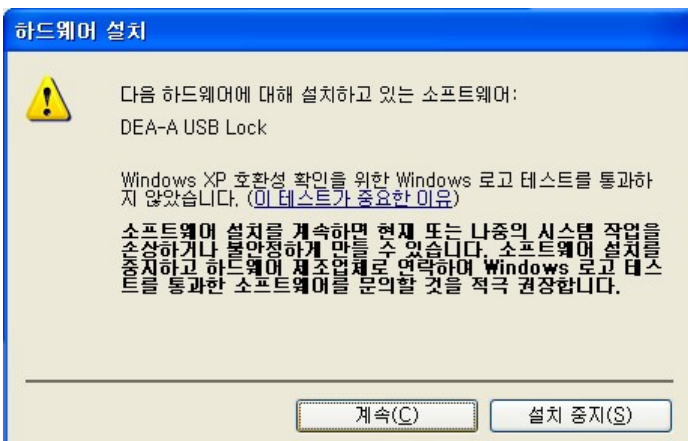 하드웨어 설치
다음 하드웨어에 대해 설치하고 있는 소프트웨어:
DEA-A USB Lock
Windows XP 호환성 확인을 위한 Windows 로고 테스트를 통과하
지 않았습니다. (이 테스트가 중요한 이유)
소프트웨어 설치를 계속하면 현재 또는 나중의 시스템 작업을
손상하거나 불안정하게 만들 수 있습니다. 소프트웨어 설치를
중지하고 하드웨어 제조업체로 연락하여 Windows 로고 테스
트를 통과한 소프트웨어를 문의할 것을 적극 권장합니다.
계속(C)
설치 중지(S)